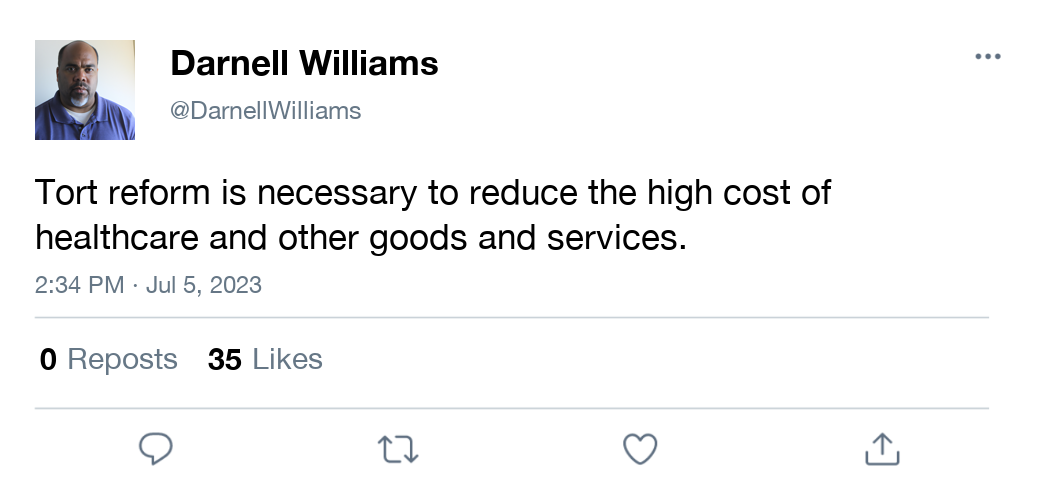 Darnell Williams
@DarnellWilliams
Tort reform is necessary to reduce the high cost of
healthcare and other goods and services.
2:34 PM · Jul 5, 2023
0 Reposts 35 Likes